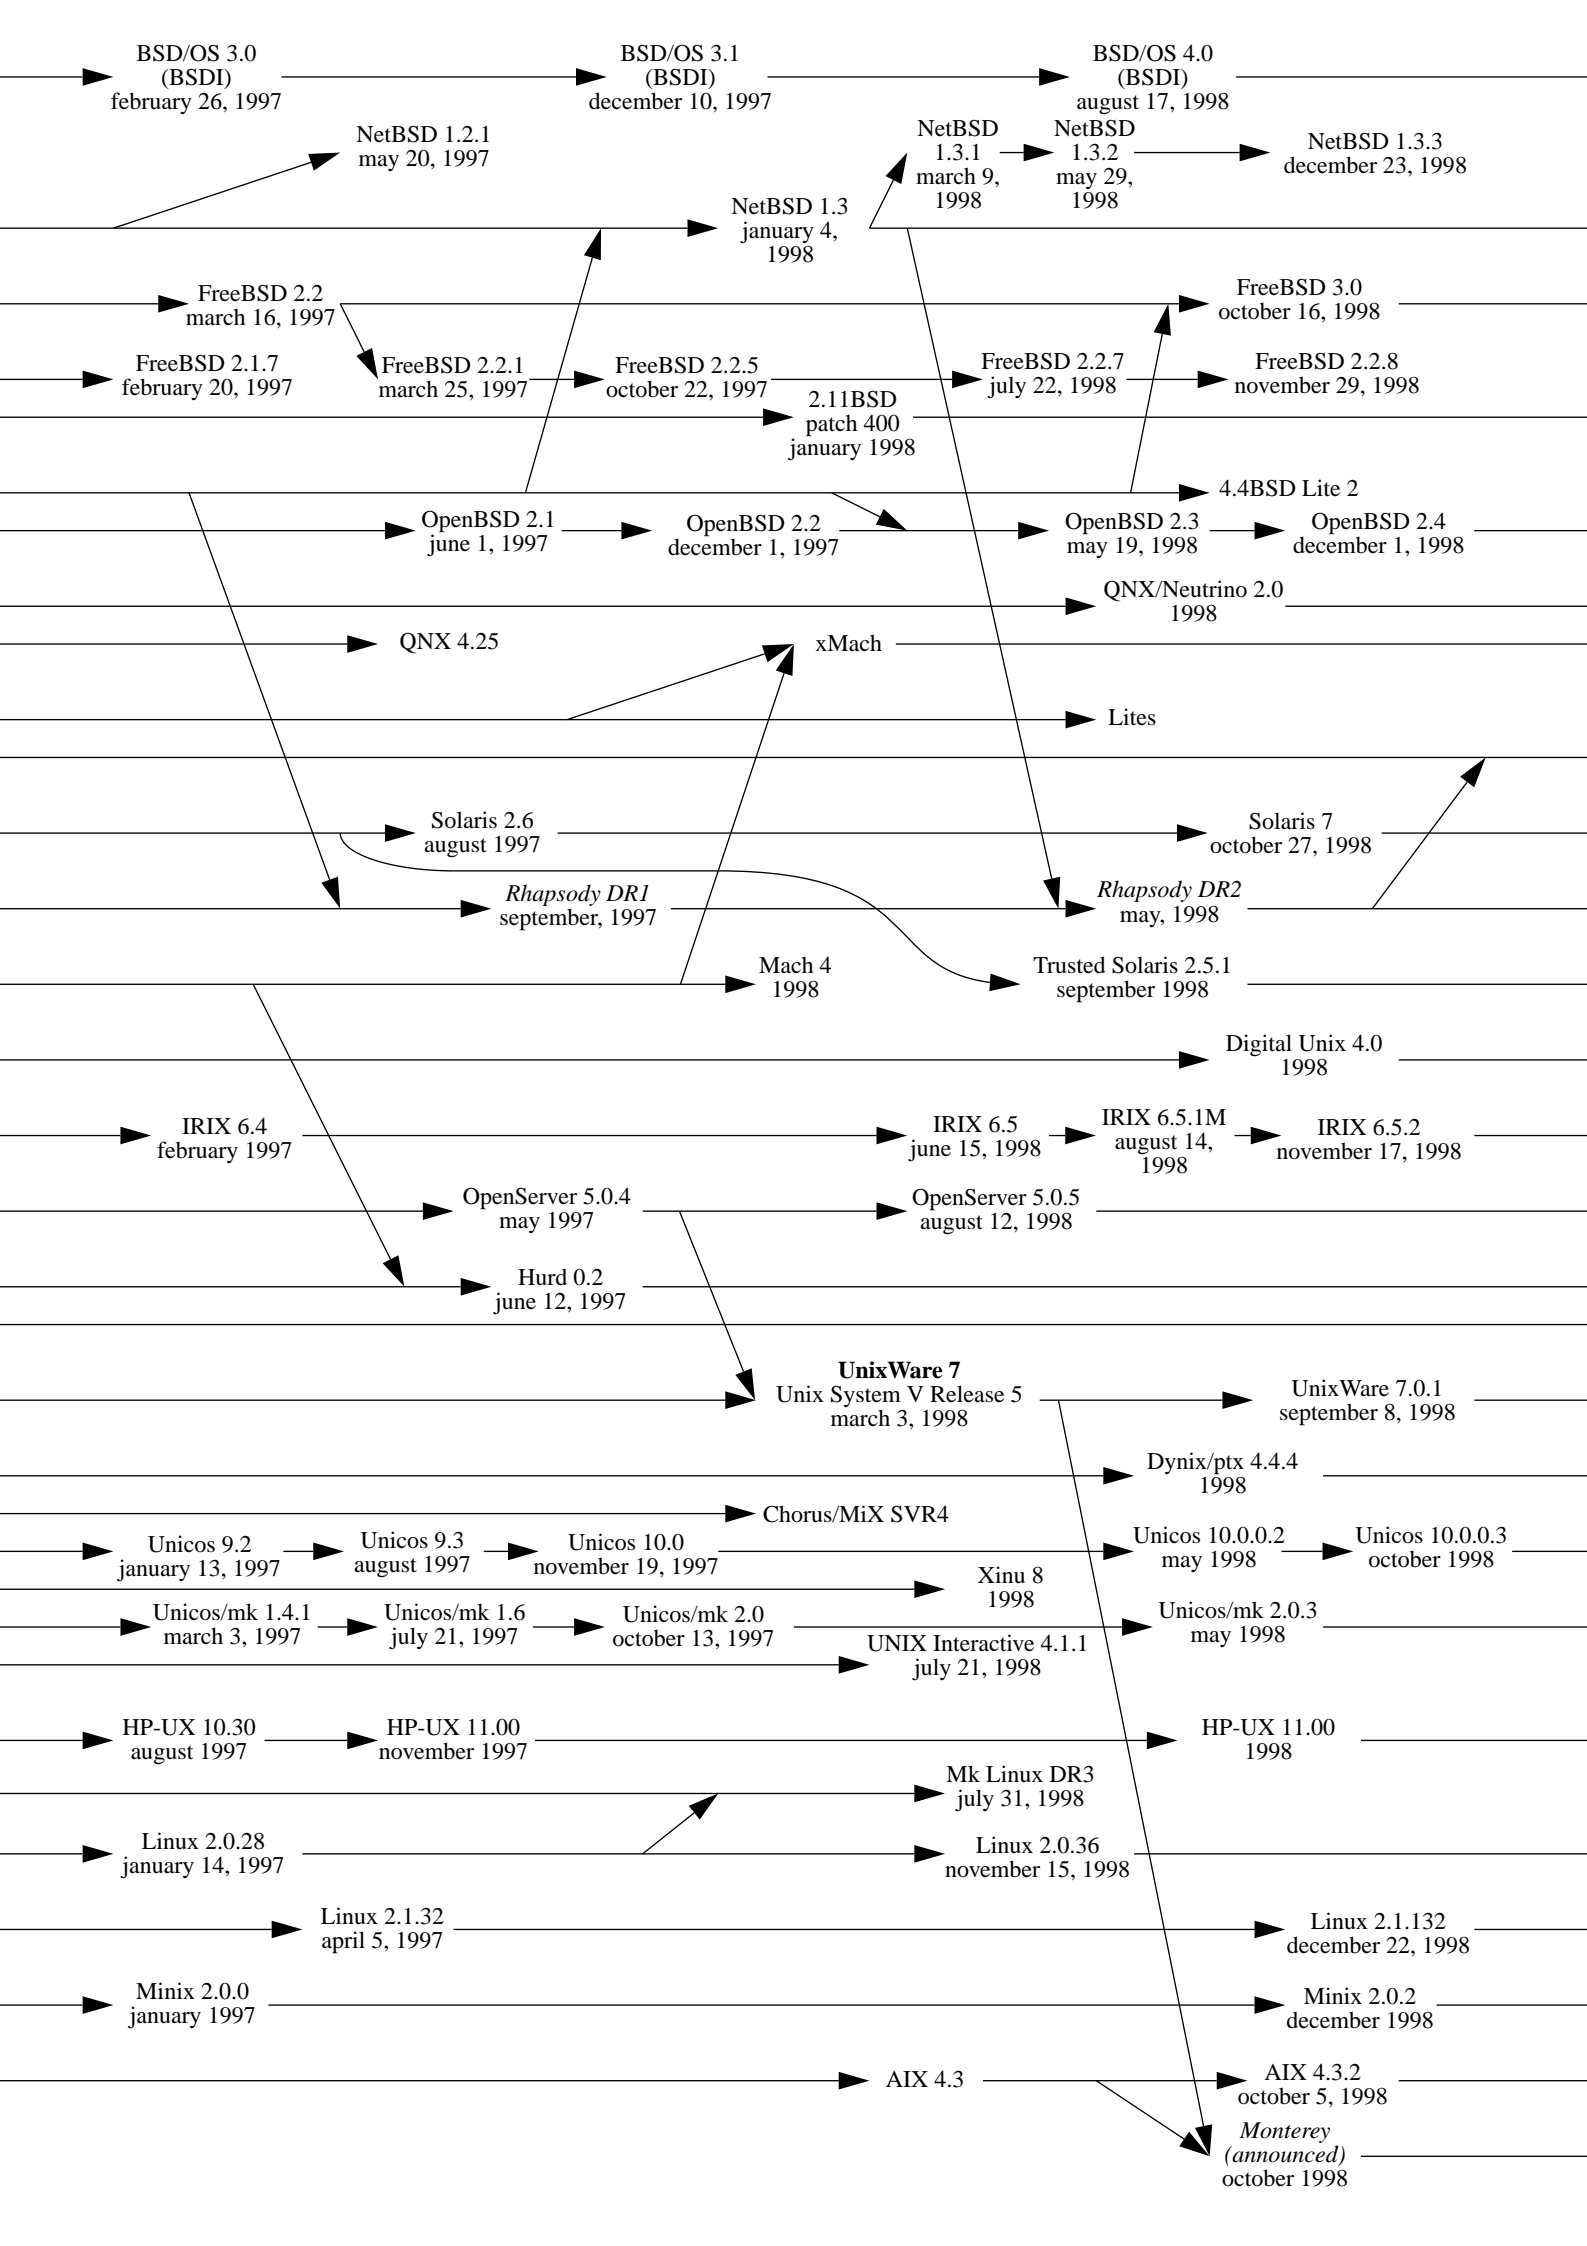 BSD/OS 3.0
(BSDI)
february 26, 1997
BSD/OS 3.1
(BSDI)
december 10, 1997
BSD/OS 4.0
(BSDI)
august 17, 1998
NetBSD 1.2.1
may 20, 1997
NetBSD
1.3.1
march 9,
1998
NetBSD
1.3.2
may 29,
1998
NetBSD 1.3.3
december 23, 1998
NetBSD 1.3
january 4,
1998
FreeBSD 2.2
march 16, 1997
FreeBSD 3.0
october 16, 1998
FreeBSD 2.1.7
february 20, 1997
FreeBSD 2.2.1
march 25, 1997
FreeBSD 2.2.5
october 22, 1997
FreeBSD 2.2.7
july 22, 1998
FreeBSD 2.2.8
november 29, 1998
2.11BSD
patch 400
january 1998
4.4BSD Lite 2
OpenBSD 2.1
june 1, 1997
OpenBSD 2.2
december 1, 1997
OpenBSD 2.3
may 19, 1998
OpenBSD 2.4
december 1, 1998
QNX/Neutrino 2.0
1998
QNX 4.25
xMach
Lites
Solaris 2.6
august 1997
Solaris 7
october 27, 1998
Rhapsody DR1
september, 1997
Rhapsody DR2
may, 1998
Mach 4
1998
Trusted Solaris 2.5.1
september 1998
Digital Unix 4.0
1998
IRIX 6.4
february 1997
IRIX 6.5
june 15, 1998
IRIX 6.5.1M
august 14,
1998
IRIX 6.5.2
november 17, 1998
OpenServer 5.0.4
may 1997
OpenServer 5.0.5
august 12, 1998
Hurd 0.2
june 12, 1997
UnixWare 7
Unix System V Release 5
march 3, 1998
UnixWare 7.0.1
september 8, 1998
Dynix/ptx 4.4.4
1998
Chorus/MiX SVR4
Unicos 9.2
january 13, 1997
Unicos 9.3
august 1997
Unicos 10.0
november 19, 1997
Unicos 10.0.0.2
may 1998
Unicos 10.0.0.3
october 1998
Xinu 8
1998
Unicos/mk 1.4.1
march 3, 1997
Unicos/mk 1.6
july 21, 1997
Unicos/mk 2.0
october 13, 1997
Unicos/mk 2.0.3
may 1998
UNIX Interactive 4.1.1
july 21, 1998
HP-UX 10.30
august 1997
HP-UX 11.00
november 1997
HP-UX 11.00
1998
Mk Linux DR3
july 31, 1998
Linux 2.0.28
january 14, 1997
Linux 2.0.36
november 15, 1998
Linux 2.1.32
april 5, 1997
Linux 2.1.132
december 22, 1998
Minix 2.0.0
january 1997
Minix 2.0.2
december 1998
AIX 4.3
AIX 4.3.2
october 5, 1998
Monterey
(announced)
october 1998